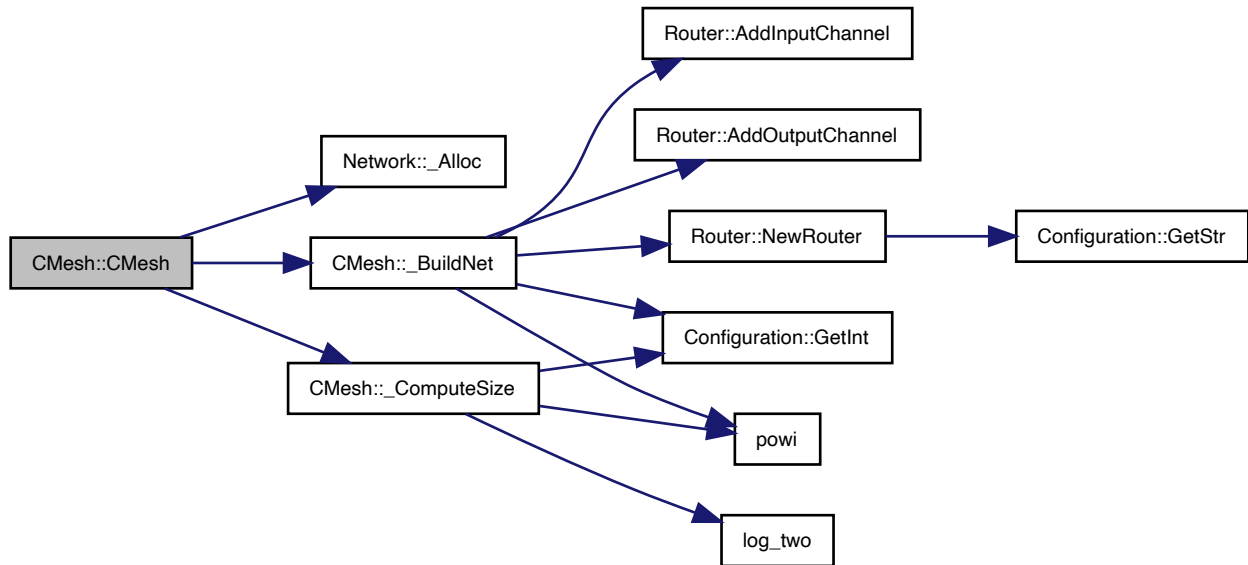 Router::AddInputChannel
Router::AddOutputChannel
Network::_Alloc
Router::NewRouter
Configuration::GetStr
CMesh::CMesh
CMesh::_BuildNet
Configuration::GetInt
CMesh::_ComputeSize
powi
log_two